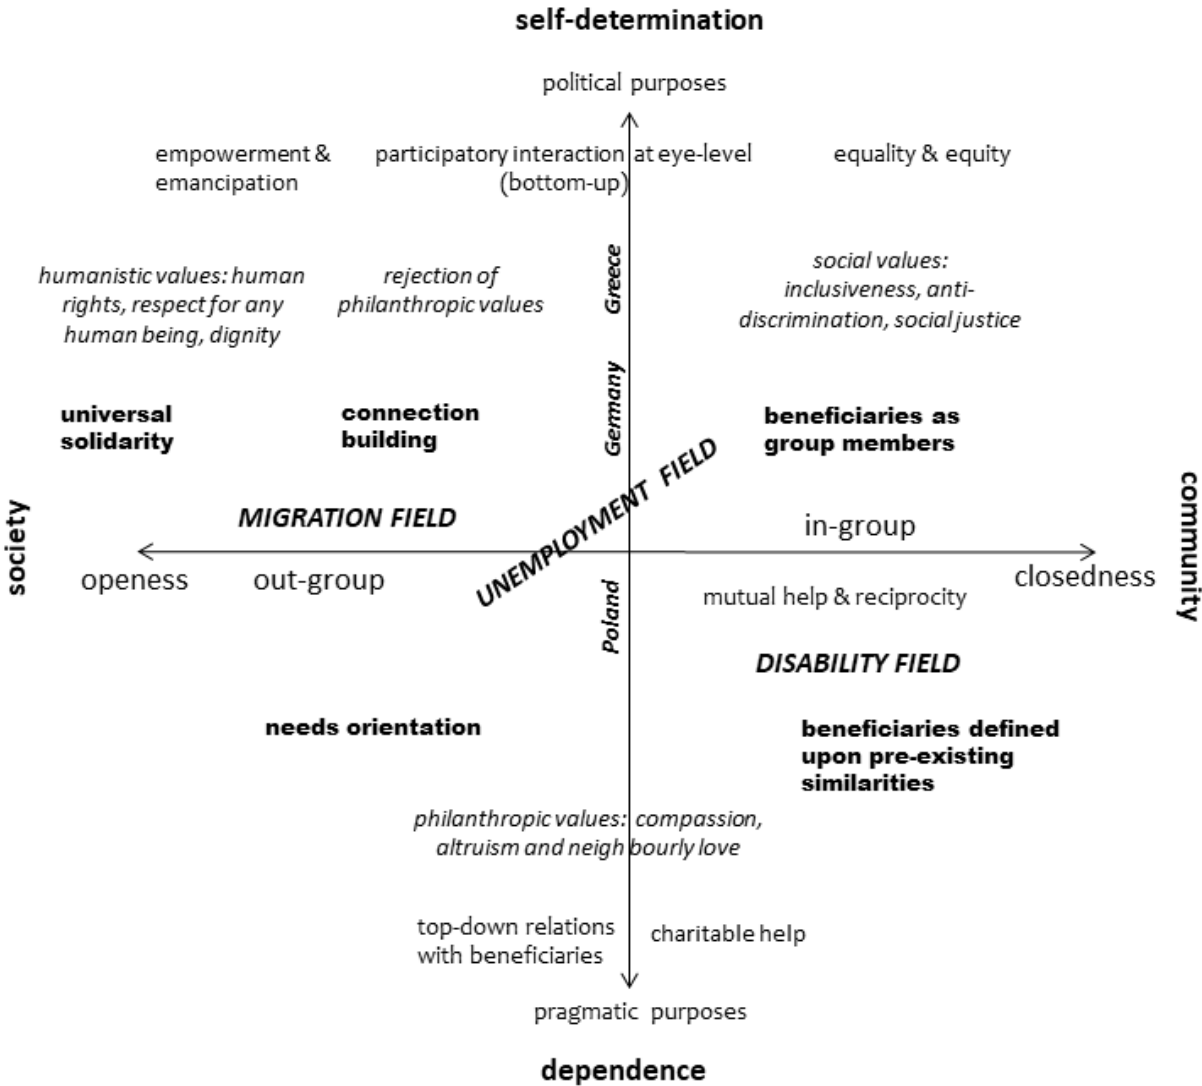 self-determination
political purposes
empowerment &
emancipation
participatory interaction at eye-level
(bottom-up)
equality & equity
humanistic values: human
rights, respect for any
human being, dignity
rejection of
philanthropic values
Greece
social values:
inclusiveness, anti-
discrimination, social justice
universal
solidarity
connection
building
Germany
beneficiaries as
group members
society
MIGRATION FIELD
UNEMPLOYMENT FIELD
in-group
community
openess
out-group
closedness
Poland
mutual help & reciprocity
DISABILITY FIELD
needs orientation
beneficiaries defined
upon pre-existing
similarities
philanthropic values: compassion,
altruism and neigh bourly love
top-down relations
with beneficiaries
charitable help
pragmatic purposes
dependence